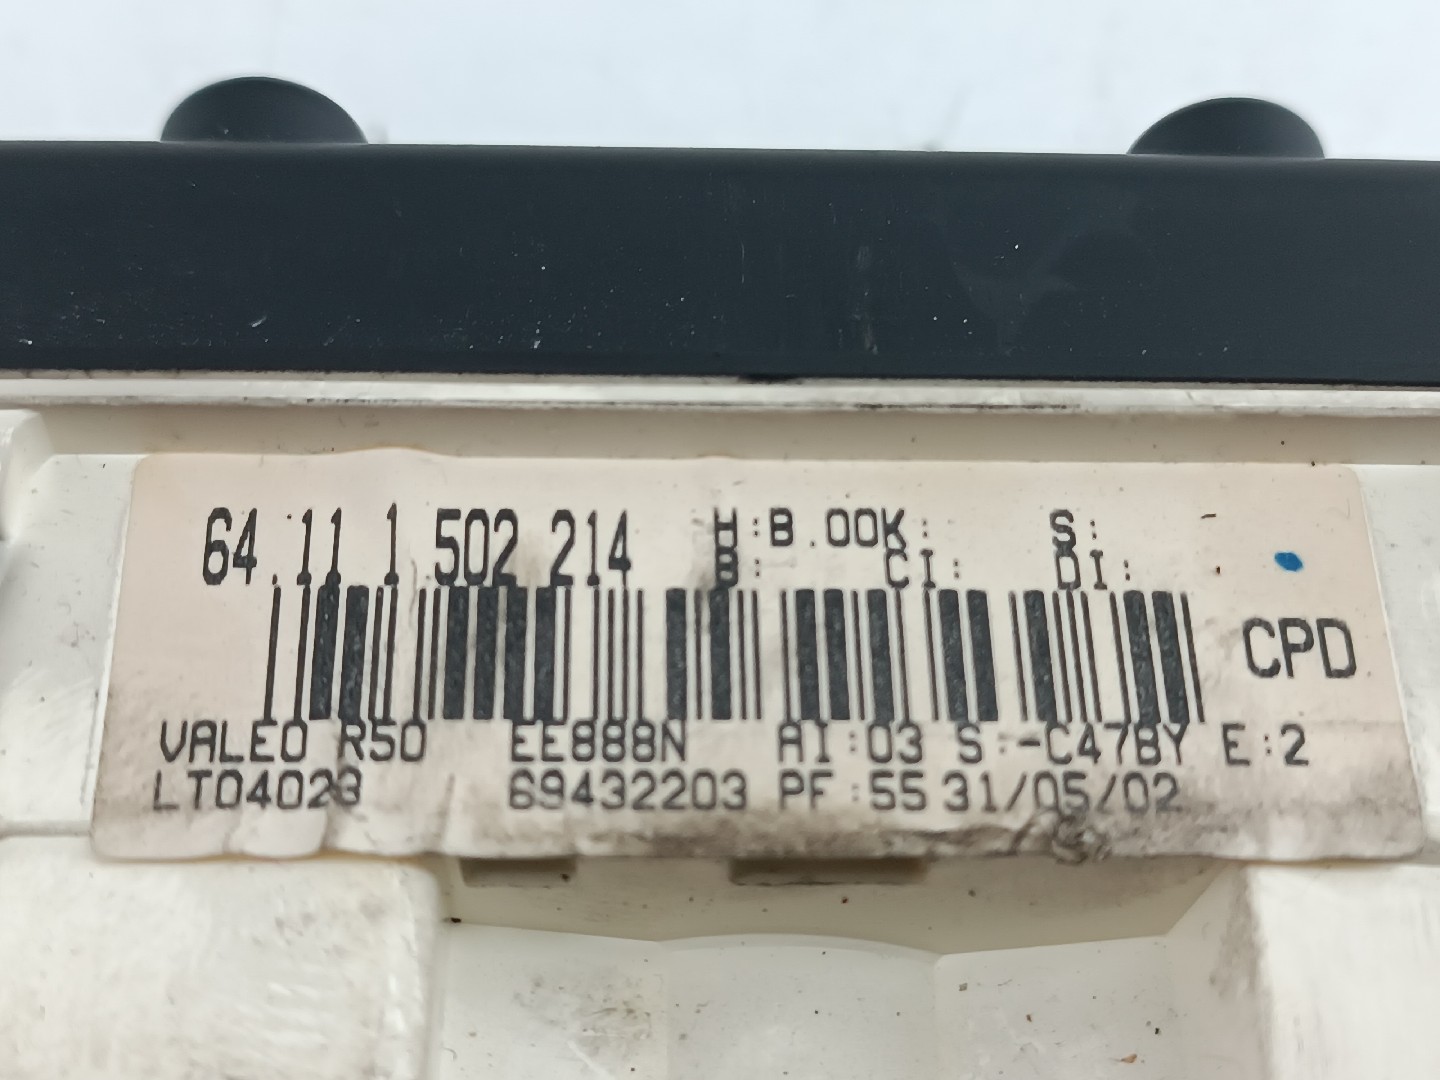 64.11 1.502 214 H:B.00K: S:
B: CI: DI:
CPD
VALEO R50 EE888N AI:03 S:-C47BY E:2
LT04023 69432203 PF:55 31/05/02